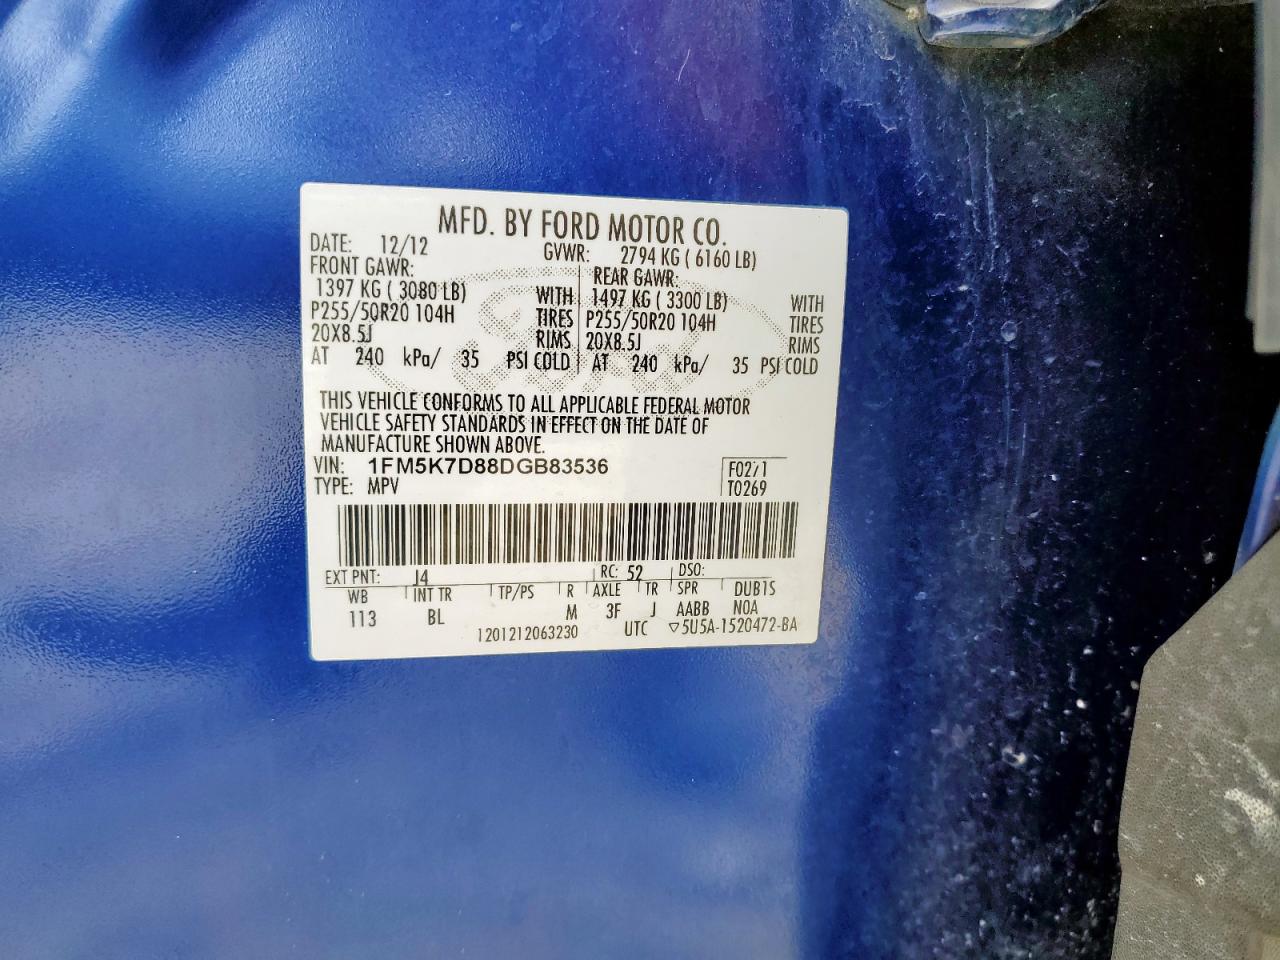 MFD. BY FORD MOTOR CO.
DATE: 12/12 GVWR: 2794 KG ( 6160 LB)
FRONT GAWR: REAR GAWR:
1397 KG ( 3080 LB) WITH 1497 KG ( 3300 LB) WITH
P255/50R20 104H TIRES P255/50R20 104H TIRES
20X8.5J RIMS 20X8.5J RIMS
AT 240 kPa/ 35 PSI COLD AT 240 kPa/ 35 PSI COLD
THIS VEHICLE CONFORMS TO ALL APPLICABLE FEDERAL MOTOR
VEHICLE SAFETY STANDARDS IN EFFECT ON THE DATE OF
MANUFACTURE SHOWN ABOVE.
VIN: 1FM5K7D88DGB83536 F0271
TYPE: MPV T0269
EXT PNT: J4 RC: 52 DSO:
WB INT TR TP/PS R AXLE TR SPR DUB1S
113 BL M 3F J AABB N0A
1201212063230 UTC ▽5U5A-1520472-BA